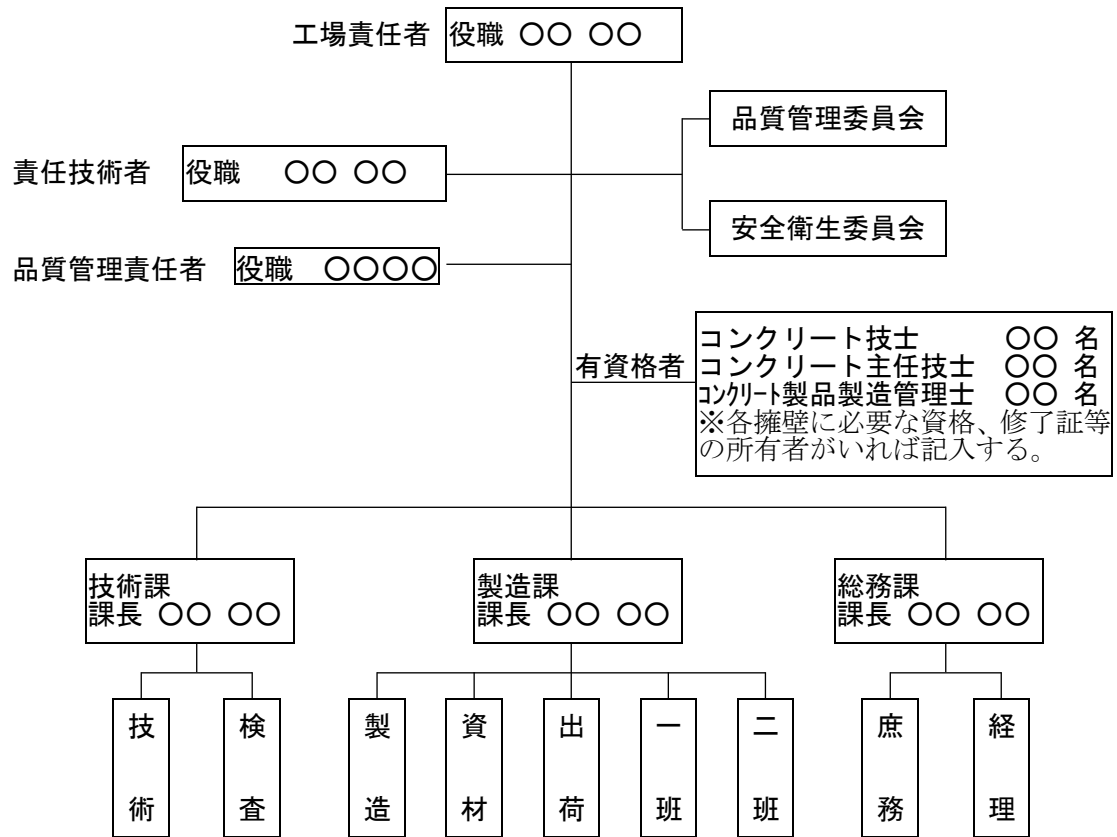 工場責任者 役職 〇〇 〇〇
品質管理委員会
責任技術者 役職 〇〇 〇〇
安全衛生委員会
品質管理責任者 役職 〇〇〇〇
有資格者
コンクリート技士 〇〇 名
コンクリート主任技士 〇〇 名
コンクリート製品製造管理士 〇〇 名
※各擁壁に必要な資格、修了証等
の所有者がいれば記入する。
技術課
課長 〇〇 〇〇
製造課
課長 〇〇 〇〇
総務課
課長 〇〇 〇〇
技術
検査
製造
資材
出荷
一班
二班
庶務
経理